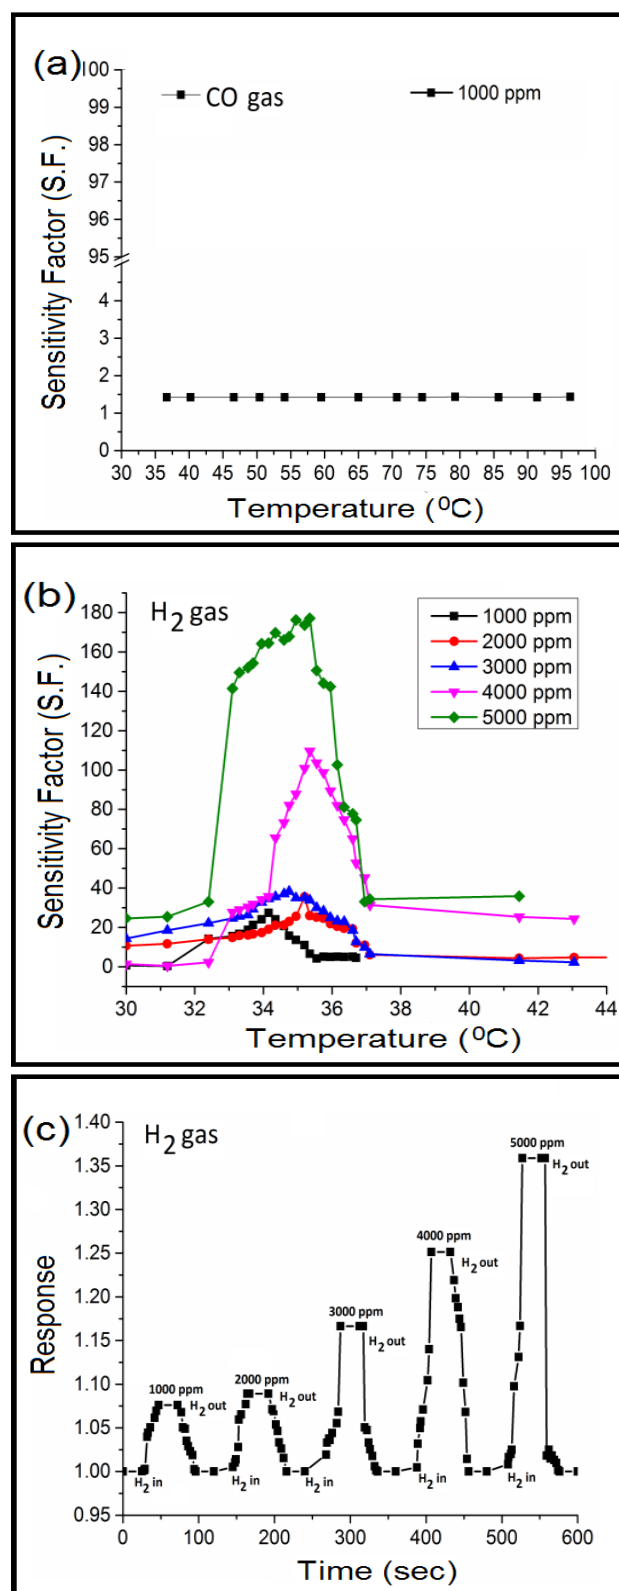 (a)
CO gas
1000 ppm
Sensitivity Factor (S.F.)
100
99
98
97
96
95
4
3
2
1
0
30 35 40 45 50 55 60 65 70 75 80 85 90 95 100
Temperature (⁰C)
(b)
H₂ gas
1000 ppm
2000 ppm
3000 ppm
4000 ppm
5000 ppm
Sensitivity Factor (S.F.)
180
160
140
120
100
80
60
40
20
0
30 32 34 36 38 40 42 44
Temperature (⁰C)
(c)
H₂ gas
Response
1.40
1.35
1.30
1.25
1.20
1.15
1.10
1.05
1.00
0.95
1000 ppm
H₂ out
H₂ in
2000 ppm
H₂ out
H₂ in
3000 ppm
H₂ out
H₂ in
4000 ppm
H₂ out
H₂ in
5000 ppm
H₂ out
H₂ in
0 100 200 300 400 500 600
Time (sec)